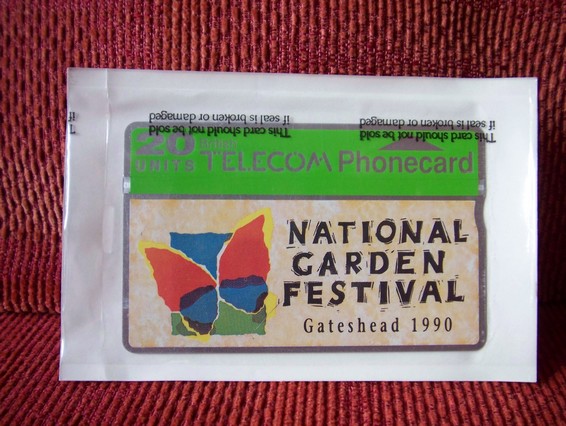 This card should not be sold
if seal is broken or damaged
This card should not be sold
if seal is broken or damaged
T
if
20
UNITS
British
TELECOM Phonecard
NATIONAL
GARDEN
FESTIVAL
Gateshead 1990